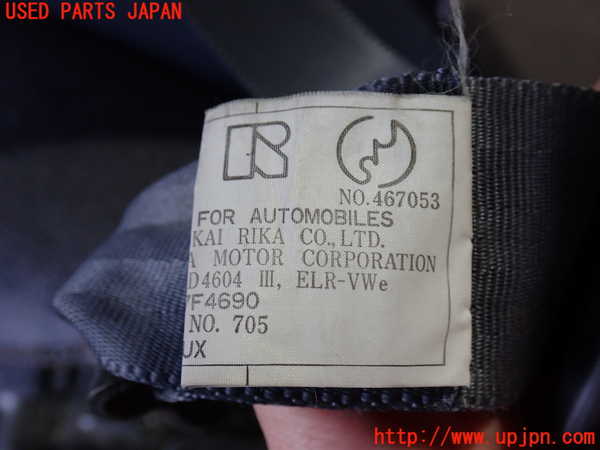 USED PARTS JAPAN
R
NO.467053
FOR AUTOMOBILES
KAI RIKA CO.,LTD.
A MOTOR CORPORATION
D4604 III, ELR-VWe
7F4690
NO. 705
UX
http://www.upjpn.com/